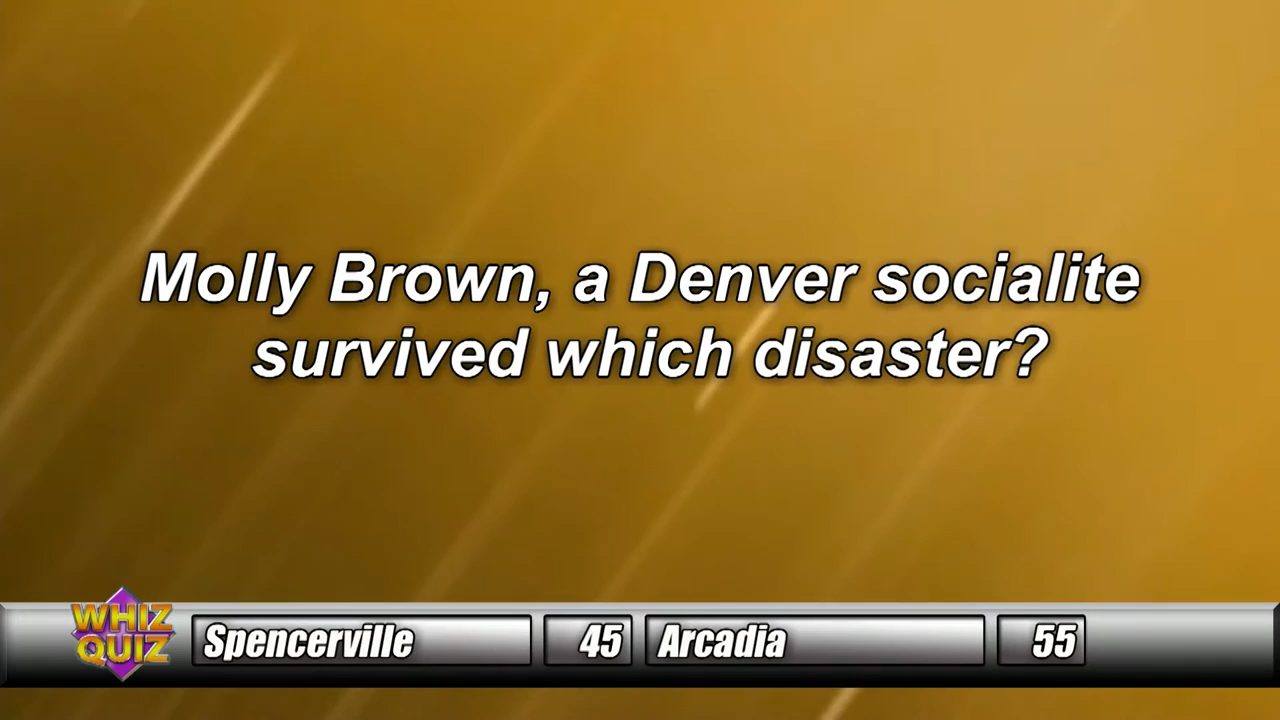 Molly Brown, a Denver socialite
survived which disaster?
WHIZ
QUIZ
Spencerville 45 Arcadia 55